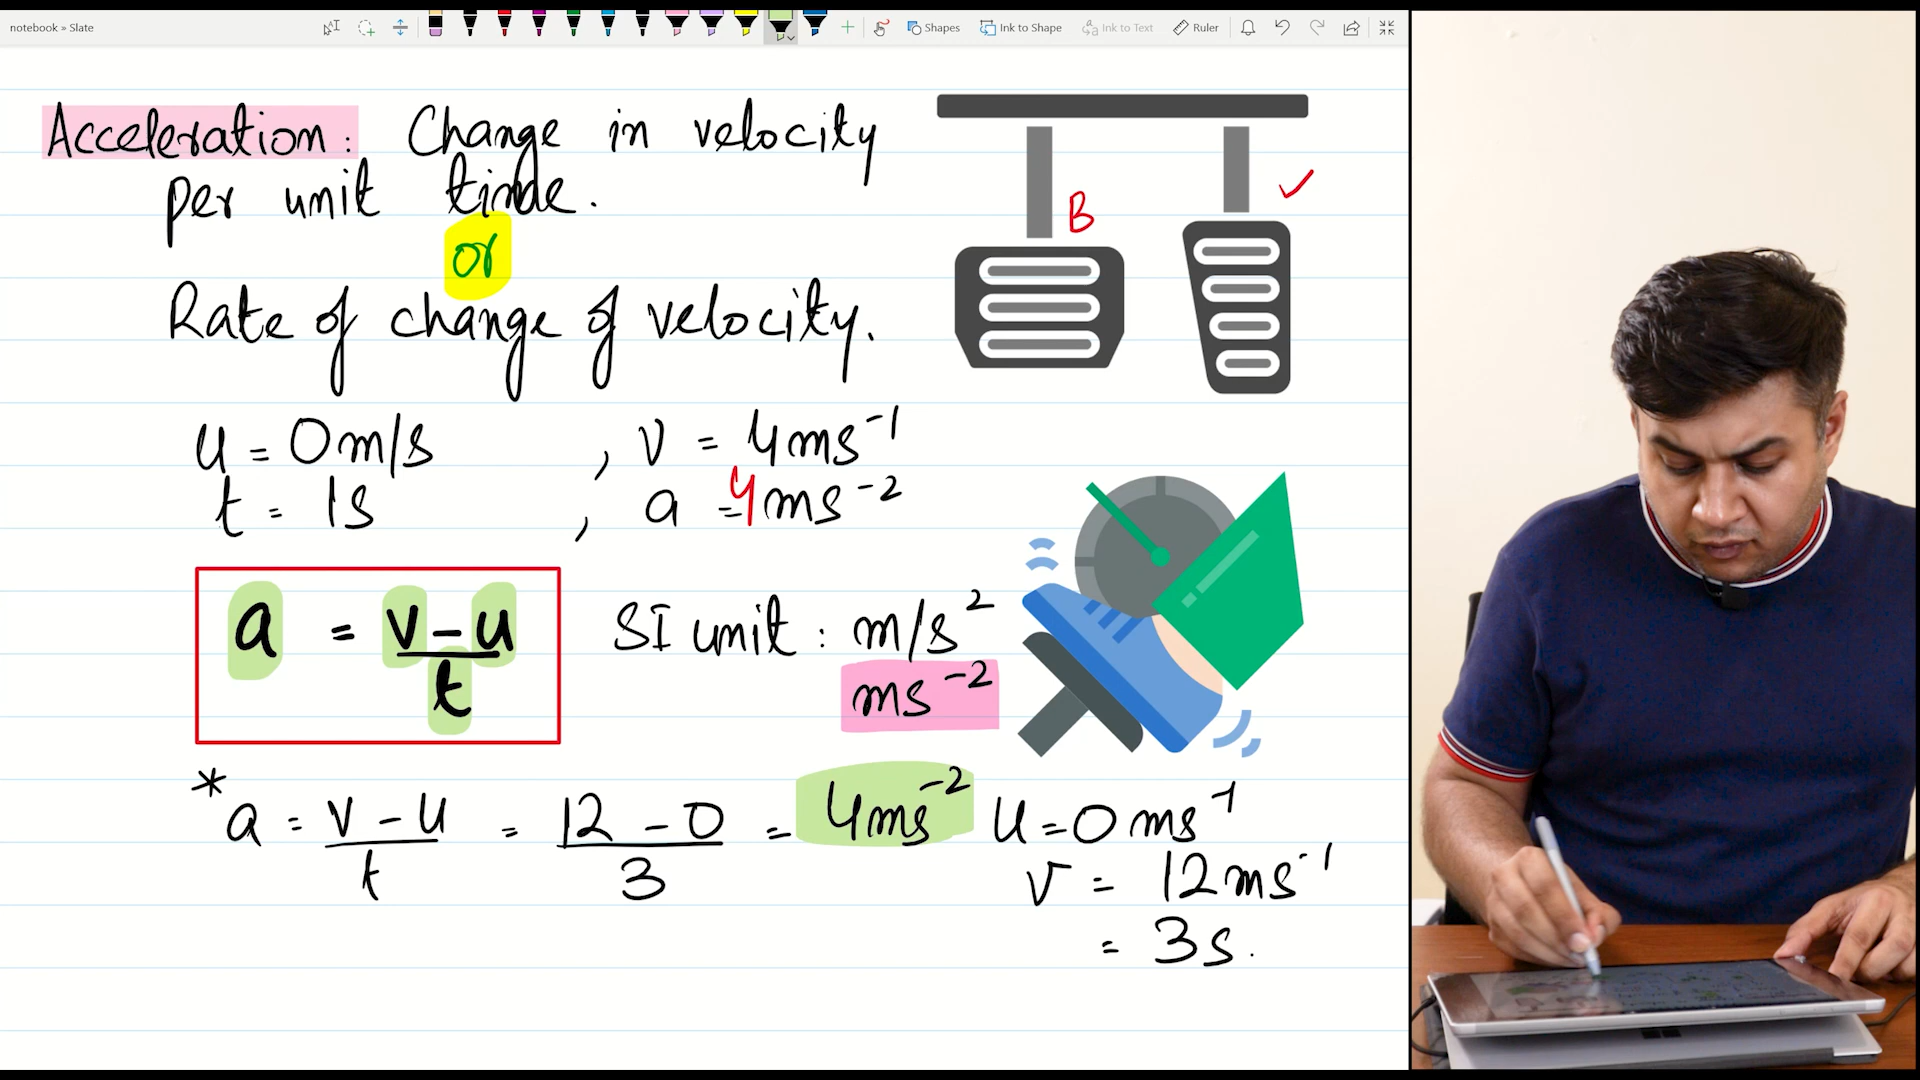 notebook » Slate
Shapes Ink to Shape Ink to Text Ruler
Acceleration: Change in velocity
per unit time.
or
Rate of change of velocity.
B
u = 0m/s , v = 4ms⁻¹
t = 1s , a = 4ms⁻²
a = v-u/t
SI unit : m/s²
ms⁻²
* a = v - u/t = 12 - 0/3 = 4ms⁻²
u = 0 ms⁻¹
v = 12ms⁻¹
= 3s.